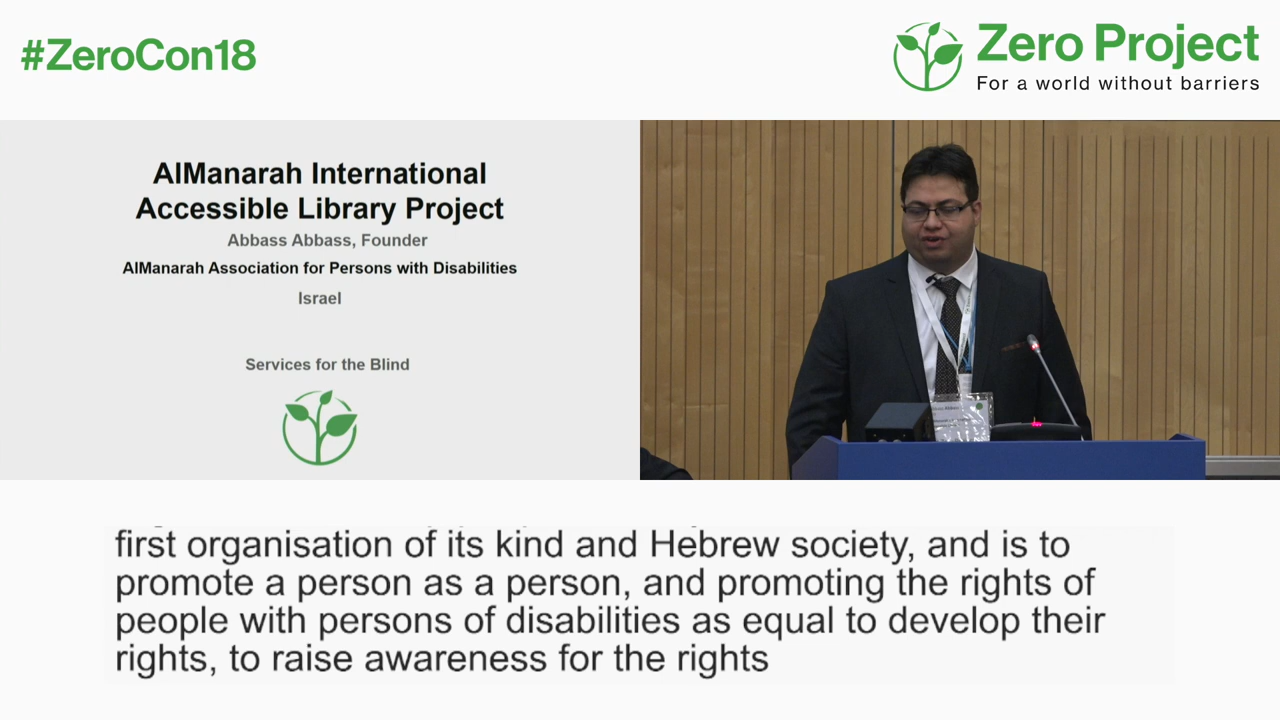 #ZeroCon18
Zero Project
For a world without barriers
AlManarah International
Accessible Library Project
Abbass Abbass, Founder
AlManarah Association for Persons with Disabilities
Israel
Services for the Blind
first organisation of its kind and Hebrew society, and is to
promote a person as a person, and promoting the rights of
people with persons of disabilities as equal to develop their
rights, to raise awareness for the rights